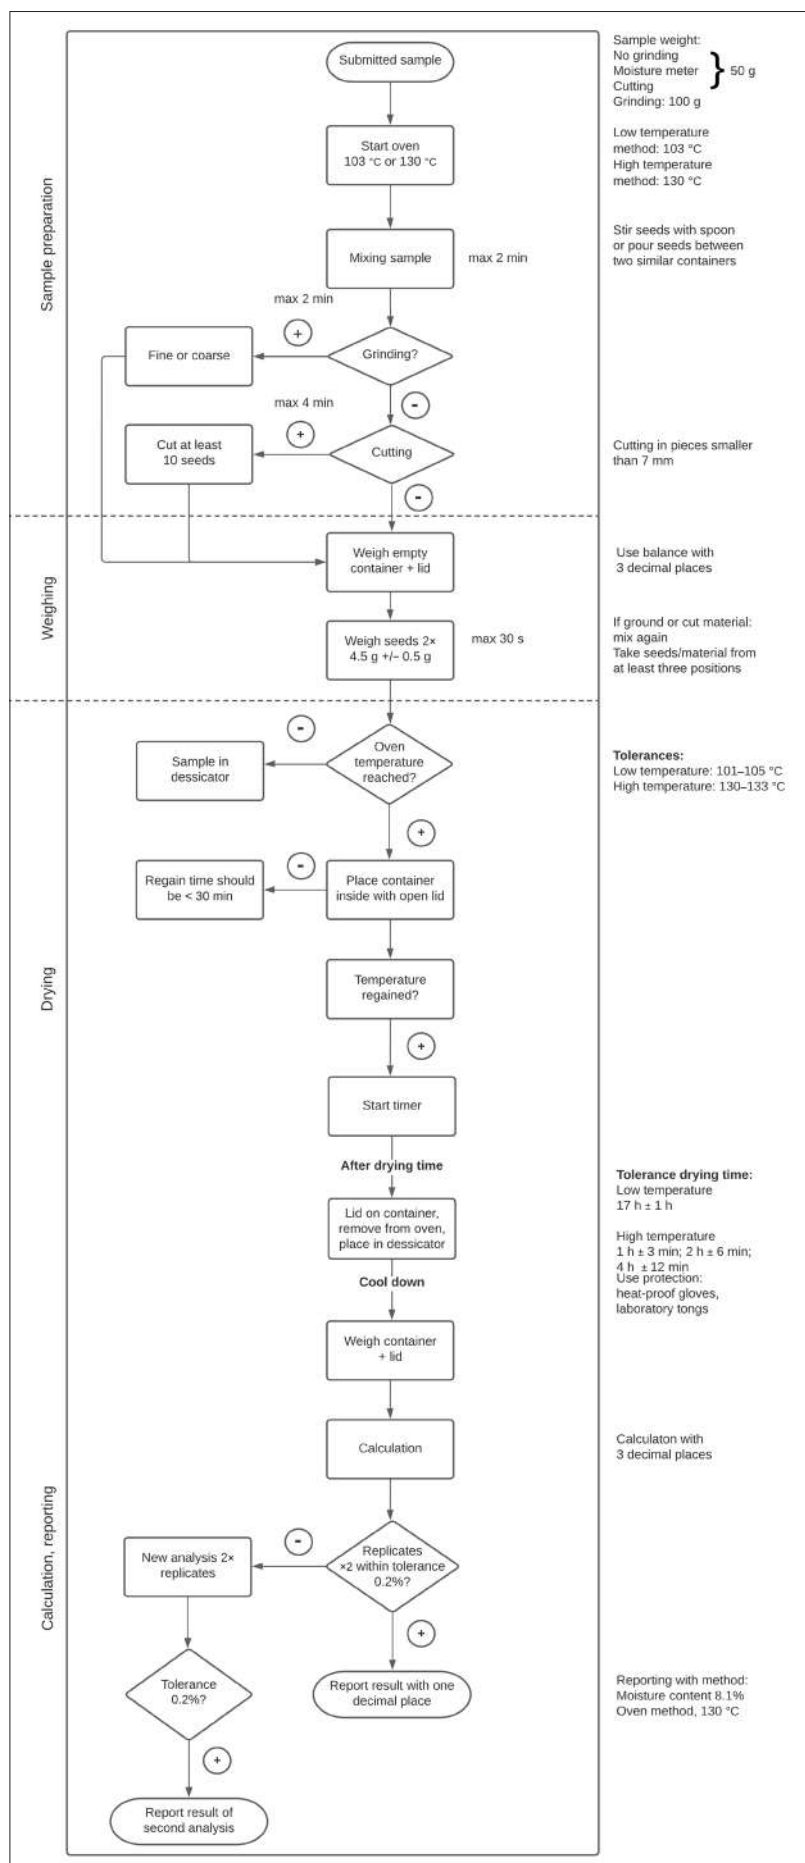 Sample preparation
Submitted sample
Sample weight:
No grinding
Moisture meter
Cutting
} 50 g
Grinding: 100 g
Start oven
103 °C or 130 °C
Low temperature
method: 103 °C
High temperature
method: 130 °C
Mixing sample
max 2 min
Stir seeds with spoon
or pour seeds between
two similar containers
max 2 min
+
Fine or coarse
Grinding?
-
max 4 min
+
Cut at least
10 seeds
Cutting
-
Cutting in pieces smaller
than 7 mm
Weighing
Weigh empty
container + lid
Use balance with
3 decimal places
Weigh seeds 2×
4.5 g +/– 0.5 g
max 30 s
If ground or cut material:
mix again
Take seeds/material from
at least three positions
Drying
-
Sample in
dessicator
Oven
temperature
reached?
+
Tolerances:
Low temperature: 101–105 °C
High temperature: 130–133 °C
-
Regain time should
be < 30 min
Place container
inside with open lid
Temperature
regained?
+
Start timer
After drying time
Lid on container,
remove from oven,
place in dessicator
Tolerance drying time:
Low temperature
17 h ± 1 h
High temperature
1 h ± 3 min; 2 h ± 6 min;
4 h ± 12 min
Use protection:
heat-proof gloves,
laboratory tongs
Cool down
Weigh container
+ lid
Calculation, reporting
Calculation
Calculaton with
3 decimal places
-
New analysis 2×
replicates
Replicates
×2 within tolerance
0.2%?
+
Tolerance
0.2%?
Report result with one
decimal place
Reporting with method:
Moisture content 8.1%
Oven method, 130 °C
+
Report result of
second analysis